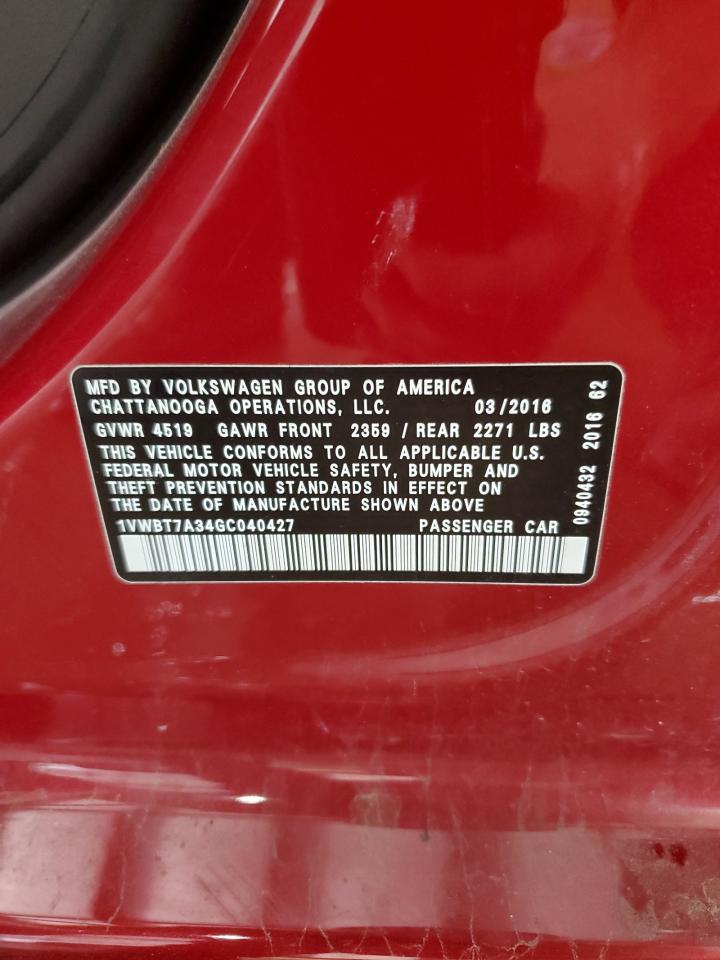 MFD BY VOLKSWAGEN GROUP OF AMERICA
CHATTANOOGA OPERATIONS, LLC. 03/2016
GVWR 4519 GAWR FRONT 2359 / REAR 2271 LBS
THIS VEHICLE CONFORMS TO ALL APPLICABLE U.S.
FEDERAL MOTOR VEHICLE SAFETY, BUMPER AND
THEFT PREVENTION STANDARDS IN EFFECT ON
THE DATE OF MANUFACTURE SHOWN ABOVE
1VWBT7A34GC040427 PASSENGER CAR
0940432 2016 62